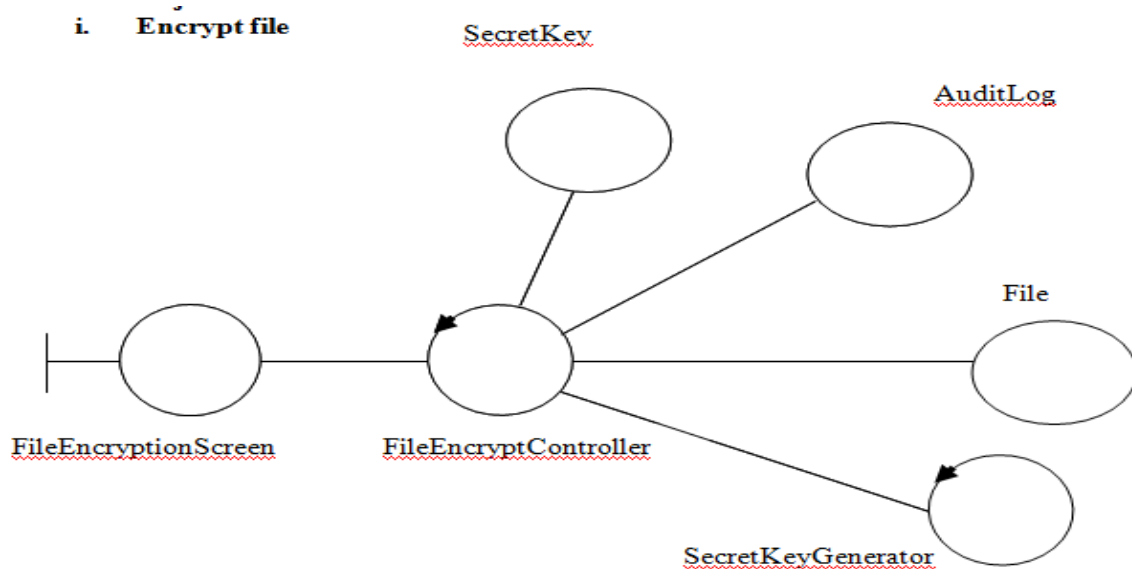 i. Encrypt file
SecretKey
AuditLog
File
FileEncryptionScreen
FileEncryptController
SecretKeyGenerator